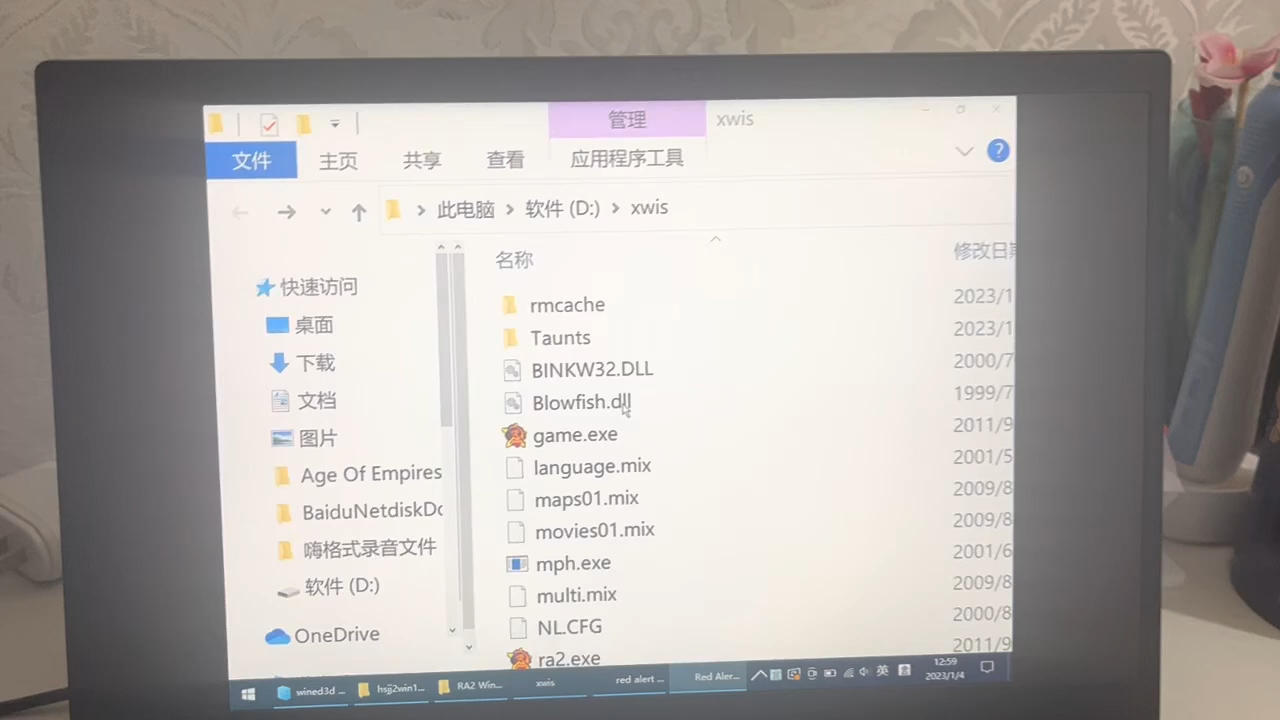 管理
xwis
文件
主页
共享
查看
应用程序工具
?
此电脑 > 软件 (D:) > xwis
名称
修改日
快速访问
桌面
下载
文档
图片
Age Of Empires
BaiduNetdiskDo
嗨格式录音文件
软件 (D:)
OneDrive
rmcache 2023/1
Taunts 2023/1
BINKW32.DLL 2000/7
Blowfish.dll 1999/7
game.exe 2011/9
language.mix 2001/5
maps01.mix 2009/8
movies01.mix 2009/8
mph.exe 2001/6
multi.mix 2009/8
NL.CFG 2000/8
ra2.exe 2011/9
wined3d ...
hsjj2win1...
RA2 Win...
xwis
red alert ...
Red Aler...
英
12:59
2023/1/4